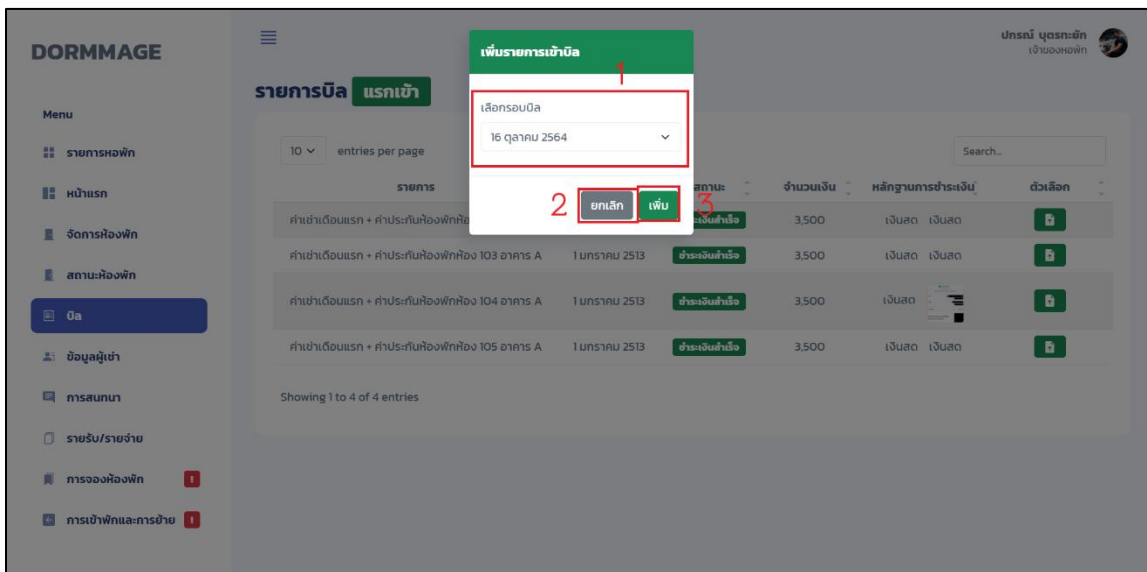 DORMMAGE
ปกรณ์ บุตรทะยัก
เจ้าของหอพัก
Menu
รายการหอพัก
หน้าแรก
จัดการห้องพัก
สถานะห้องพัก
บิล
ข้อมูลผู้เช่า
การสนทนา
รายรับ/รายจ่าย
การจองห้องพัก 1
การเข้าพักและการย้าย 1
เพิ่มรายการเข้าบิล
1
เลือกรอบบิล
16 ตุลาคม 2564
2 ยกเลิก เพิ่ม 3
รายการบิล แรกเข้า
10 entries per page Search...
รายการ สถานะ จำนวนเงิน หลักฐานการชำระเงิน ตัวเลือก
ค่าเช่าเดือนแรก + ค่าประกันห้องพัก ชำระเงินสำเร็จ 3,500 เงินสด เงินสด
ค่าเช่าเดือนแรก + ค่าประกันห้องพักห้อง 103 อาคาร A 1 มกราคม 2513 ชำระเงินสำเร็จ 3,500 เงินสด เงินสด
ค่าเช่าเดือนแรก + ค่าประกันห้องพักห้อง 104 อาคาร A 1 มกราคม 2513 ชำระเงินสำเร็จ 3,500 เงินสด
ค่าเช่าเดือนแรก + ค่าประกันห้องพักห้อง 105 อาคาร A 1 มกราคม 2513 ชำระเงินสำเร็จ 3,500 เงินสด เงินสด
Showing 1 to 4 of 4 entries